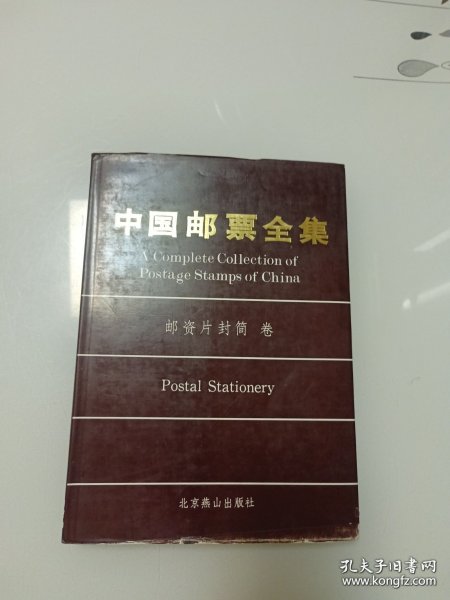 中国邮票全集
A Complete Collection of
Postage Stamps of China
邮资片封简 卷
Postal Stationery
北京燕山出版社
孔夫子旧书网
www.kongfz.com